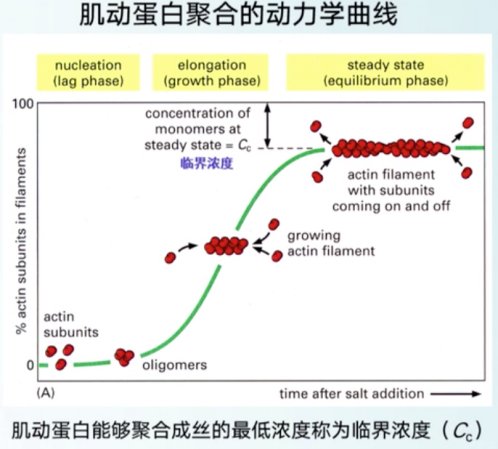 肌动蛋白聚合的动力学曲线
nucleation
(lag phase)
elongation
(growth phase)
steady state
(equilibrium phase)
100
concentration of
monomers at
steady state = Cc
临界浓度
actin filament
with subunits
coming on and off
growing
actin filament
% actin subunits in filaments
actin
subunits
oligomers
0
(A)
time after salt addition
肌动蛋白能够聚合成丝的最低浓度称为临界浓度（Cc）